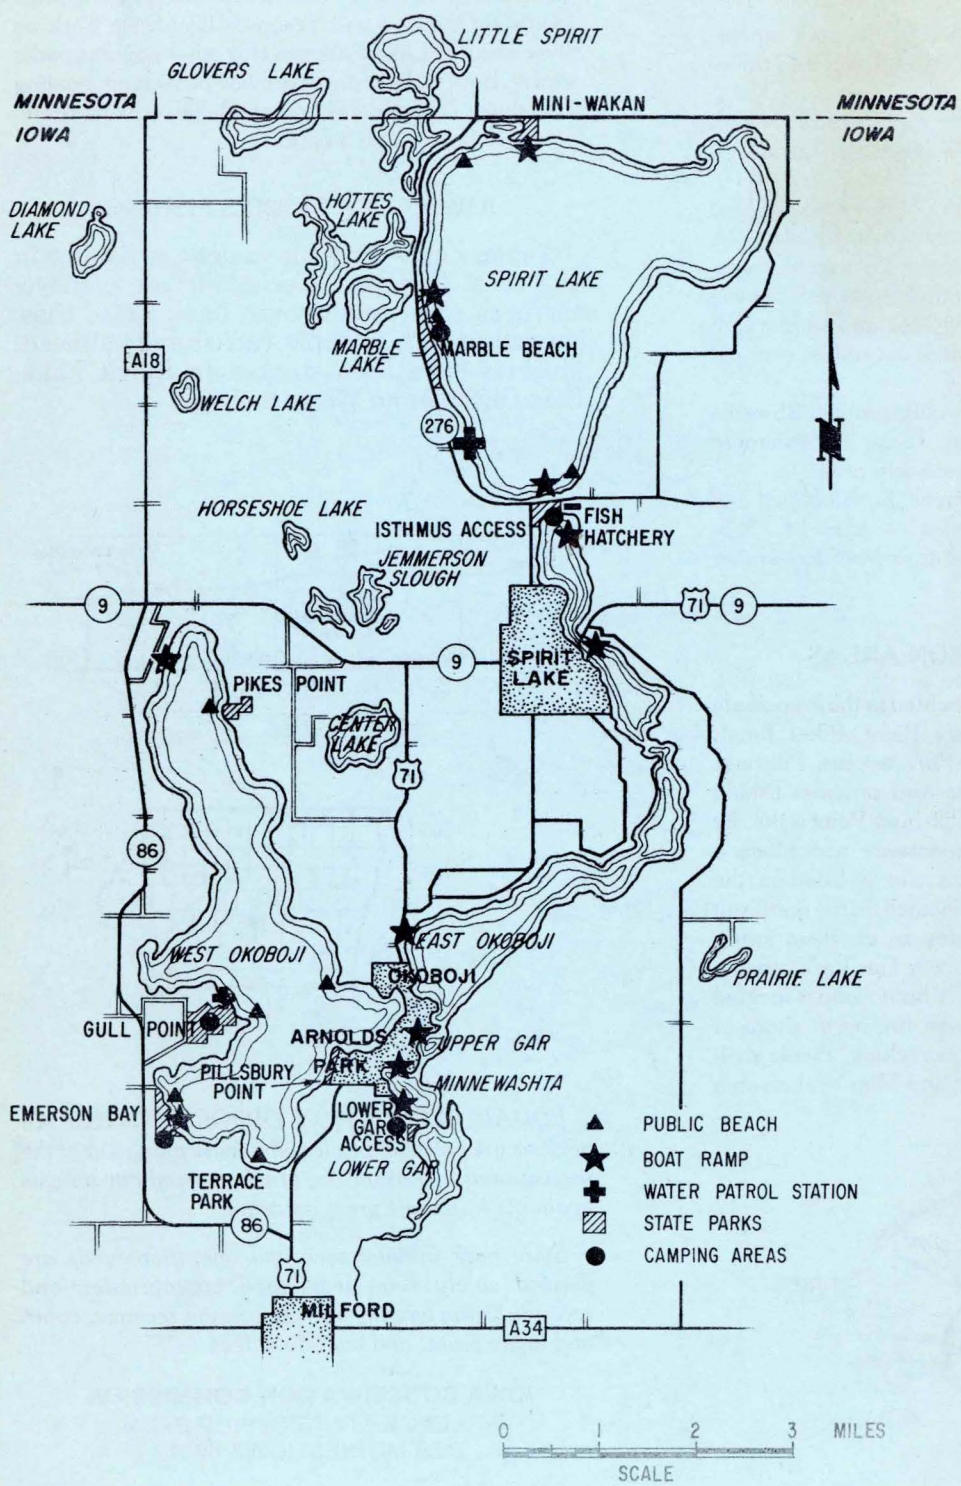 LITTLE SPIRIT
GLOVERS LAKE
MINNESOTA
IOWA
MINI-WAKAN
MINNESOTA
IOWA
DIAMOND
LAKE
HOTTES
LAKE
SPIRIT LAKE
MARBLE
LAKE
MARBLE BEACH
A18
WELCH LAKE
276
N
HORSESHOE LAKE
ISTHMUS ACCESS
FISH
HATCHERY
JEMMERSON
SLOUGH
9
71
9
9
SPIRIT
LAKE
PIKES POINT
CENTER
LAKE
71
86
WEST OKOBOJI
EAST OKOBOJI
OKOBOJI
PRAIRIE LAKE
GULL POINT
ARNOLDS
PARK
UPPER GAR
PILLSBURY
POINT
MINNEWASHTA
EMERSON BAY
LOWER
GAR
ACCESS
LOWER GAR
TERRACE
PARK
86
71
MILFORD
A34
PUBLIC BEACH
BOAT RAMP
WATER PATROL STATION
STATE PARKS
CAMPING AREAS
0 1 2 3 MILES
SCALE